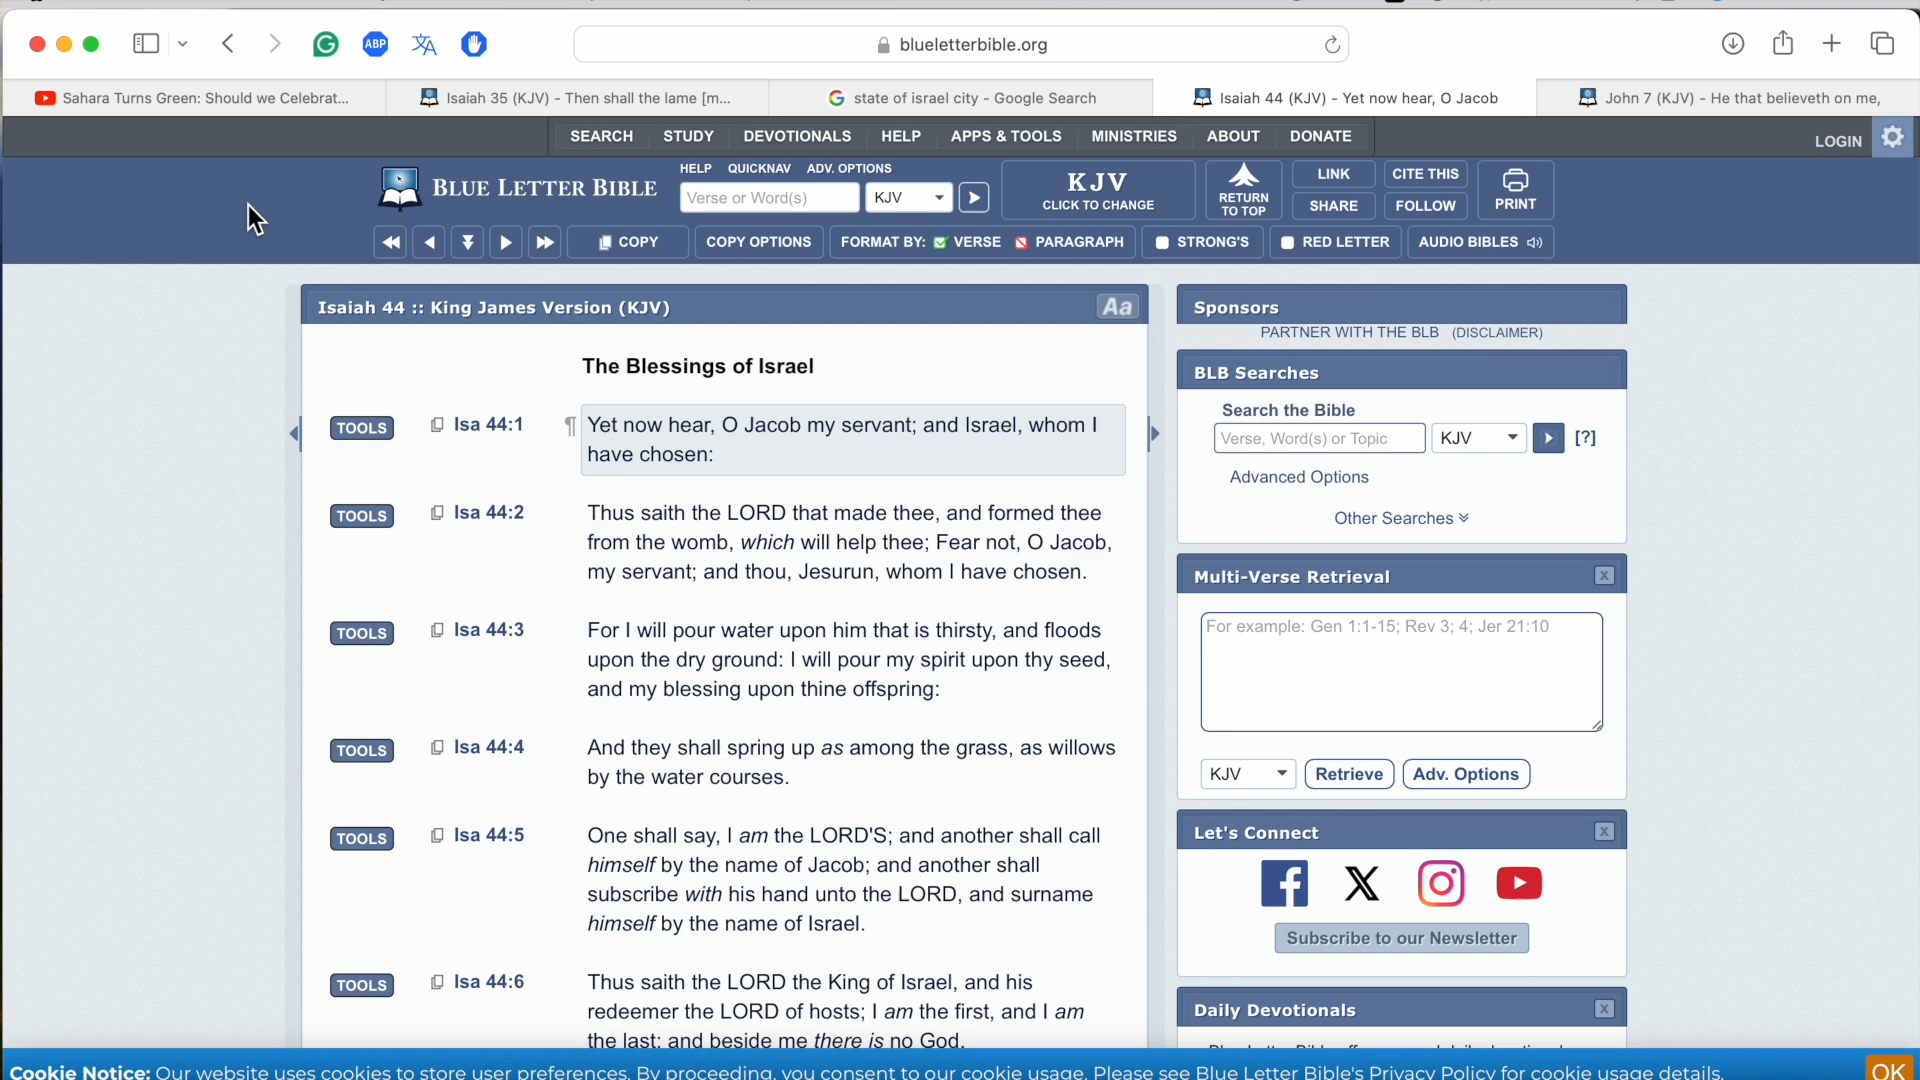 blueletterbible.org
Sahara Turns Green: Should we Celebrat...
Isaiah 35 (KJV) - Then shall the lame [m...
state of israel city - Google Search
Isaiah 44 (KJV) - Yet now hear, O Jacob
John 7 (KJV) - He that believeth on me,
SEARCH STUDY DEVOTIONALS HELP APPS & TOOLS MINISTRIES ABOUT DONATE
LOGIN
BLUE LETTER BIBLE
HELP QUICKNAV ADV. OPTIONS
Verse or Word(s) KJV
KJV
CLICK TO CHANGE
RETURN
TO TOP
LINK CITE THIS
SHARE FOLLOW
PRINT
COPY COPY OPTIONS FORMAT BY: VERSE PARAGRAPH STRONG'S RED LETTER AUDIO BIBLES
Isaiah 44 :: King James Version (KJV) Aa
The Blessings of Israel
TOOLS Isa 44:1 ¶ Yet now hear, O Jacob my servant; and Israel, whom I
have chosen:
TOOLS Isa 44:2 Thus saith the LORD that made thee, and formed thee
from the womb, which will help thee; Fear not, O Jacob,
my servant; and thou, Jesurun, whom I have chosen.
TOOLS Isa 44:3 For I will pour water upon him that is thirsty, and floods
upon the dry ground: I will pour my spirit upon thy seed,
and my blessing upon thine offspring:
TOOLS Isa 44:4 And they shall spring up as among the grass, as willows
by the water courses.
TOOLS Isa 44:5 One shall say, I am the LORD'S; and another shall call
himself by the name of Jacob; and another shall
subscribe with his hand unto the LORD, and surname
himself by the name of Israel.
TOOLS Isa 44:6 Thus saith the LORD the King of Israel, and his
redeemer the LORD of hosts; I am the first, and I am
the last; and beside me there is no God.
Sponsors
PARTNER WITH THE BLB (DISCLAIMER)
BLB Searches
Search the Bible
Verse, Word(s) or Topic KJV [?]
Advanced Options
Other Searches
Multi-Verse Retrieval x
For example: Gen 1:1-15; Rev 3; 4; Jer 21:10
KJV Retrieve Adv. Options
Let's Connect x
Subscribe to our Newsletter
Daily Devotionals x
Cookie Notice: Our website uses cookies to store user preferences. By proceeding, you consent to our cookie usage. Please see Blue Letter Bible's Privacy Policy for cookie usage details.
OK